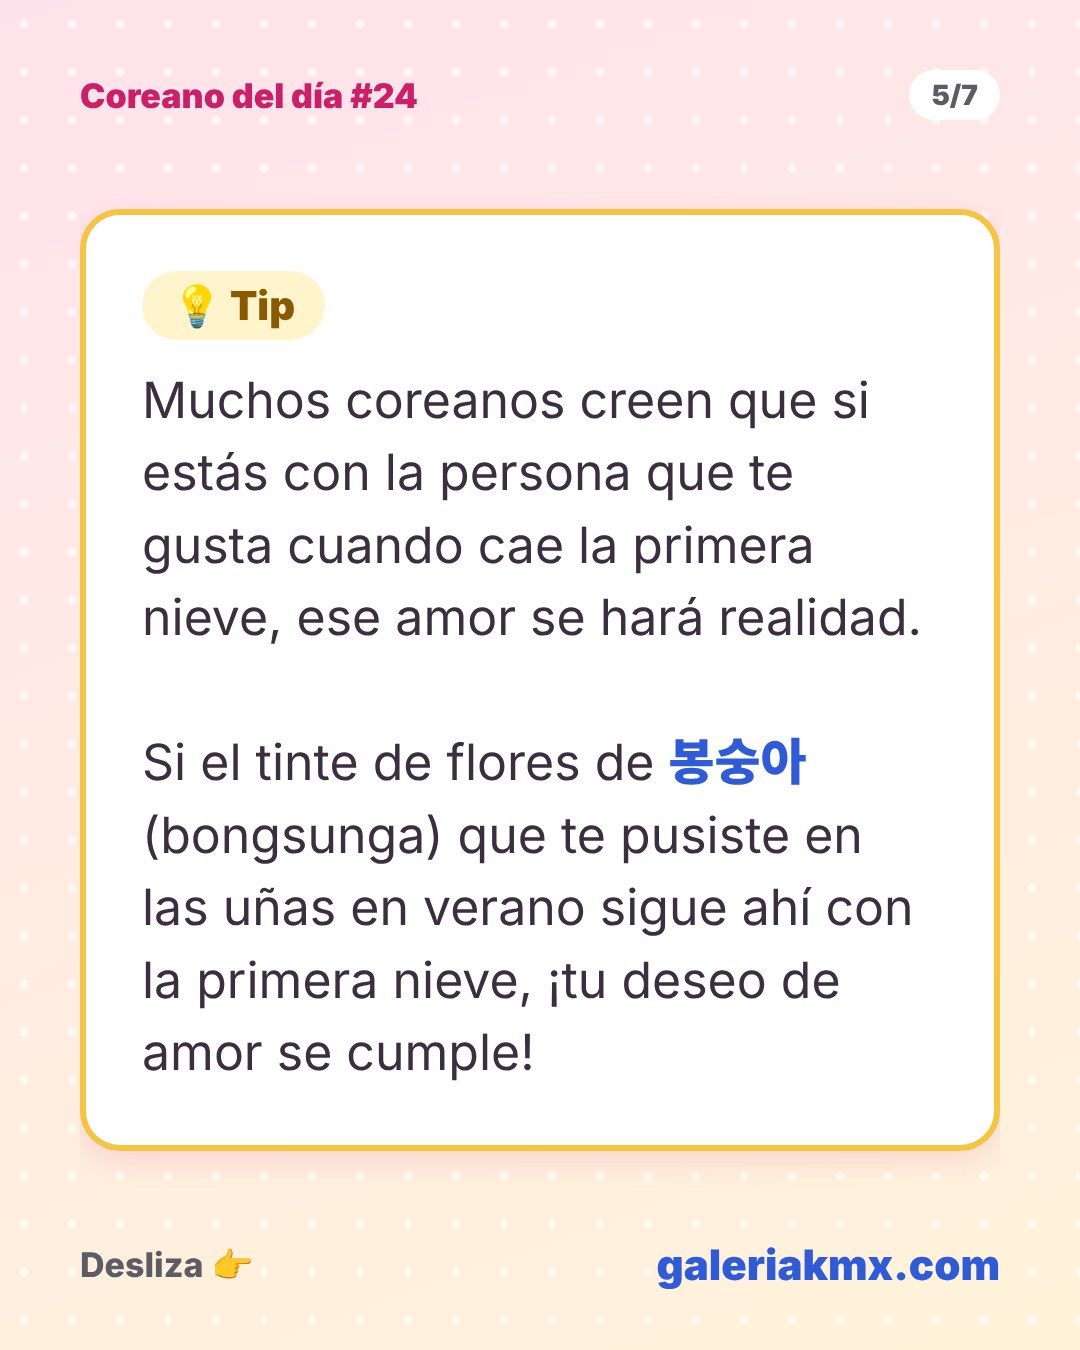 Coreano del día #24
5/7
💡 Tip
Muchos coreanos creen que si
estás con la persona que te
gusta cuando cae la primera
nieve, ese amor se hará realidad.
Si el tinte de flores de 봉숭아
(bongsunga) que te pusiste en
las uñas en verano sigue ahí con
la primera nieve, ¡tu deseo de
amor se cumple!
Desliza 👉
galeriakmx.com